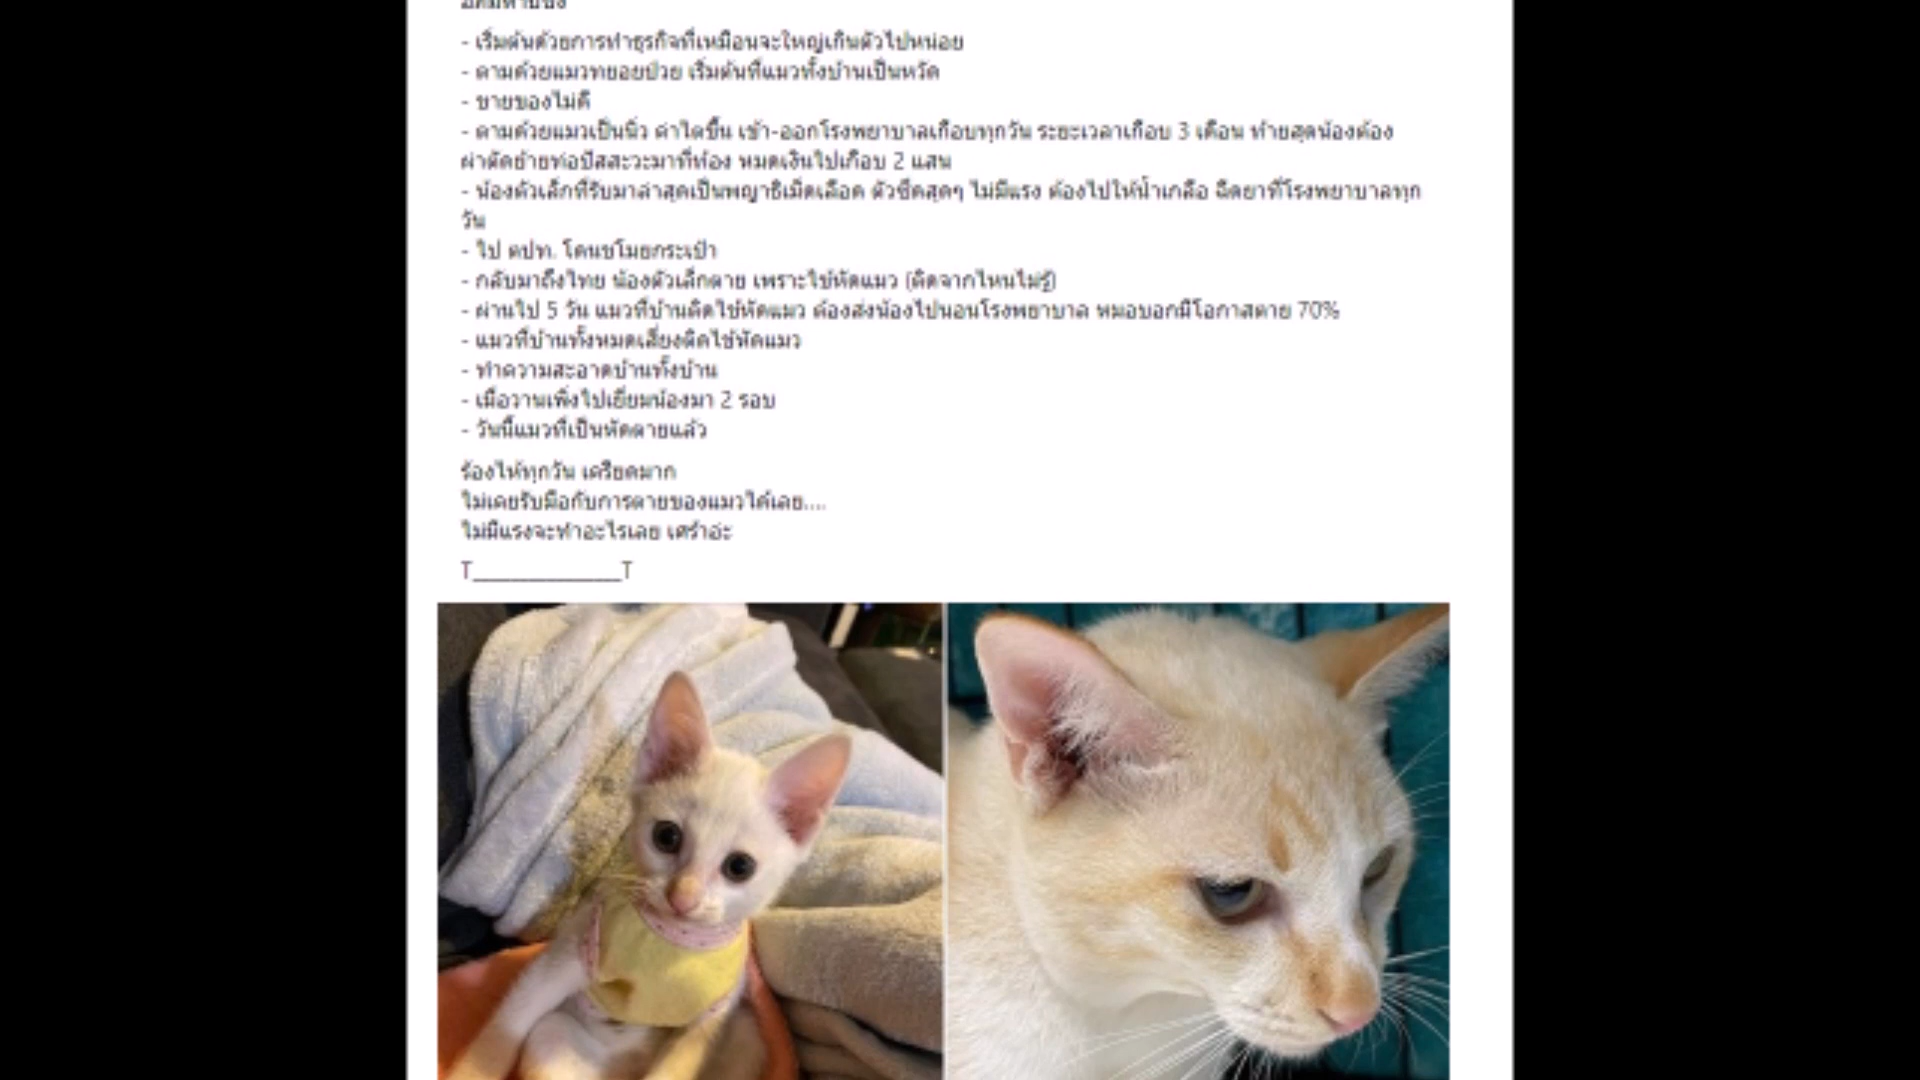 - เริ่มต้นด้วยการทำธุรกิจที่เหมือนจะใหญ่เกินตัวไปหน่อย
- ตามด้วยแมวทยอยป่วย เริ่มต้นที่แมวทั้งบ้านเป็นหวัด
- ขายของไม่ดี
- ตามด้วยแมวเป็นนิ่ว ค่าไตขึ้น เข้า-ออกโรงพยาบาลเกือบทุกวัน ระยะเวลาเกือบ 3 เดือน ท้ายสุดน้องต้อง
ผ่าตัดย้ายท่อปัสสะวะมาที่ท้อง หมดเงินไปเกือบ 2 แสน
- น้องตัวเล็กที่รับมาล่าสุดเป็นพญาธิเม็ดเลือด ตัวซีดสุดๆ ไม่มีแรง ต้องไปให้น้ำเกลือ ฉีดยาที่โรงพยาบาลทุก
วัน
- ไป ตปท. โดนขโมยกระเป๋า
- กลับมาถึงไทย น้องตัวเล็กตาย เพราะไข้หัดแมว (ติดจากไหนไม่รู้)
- ผ่านไป 5 วัน แมวที่บ้านติดไข้หัดแมว ต้องส่งน้องไปนอนโรงพยาบาล หมอบอกมีโอกาสตาย 70%
- แมวที่บ้านทั้งหมดเสี่ยงติดไข้หัดแมว
- ทำความสะอาดบ้านทั้งบ้าน
- เมื่อวานเพิ่งไปเยี่ยมน้องมา 2 รอบ
- วันนี้แมวที่เป็นหัดตายแล้ว
ร้องไห้ทุกวัน เครียดมาก
ไม่เคยรับมือกับการตายของแมวได้เลย....
ไม่มีแรงจะทำอะไรเลย เศร้าอ่ะ
T______________T